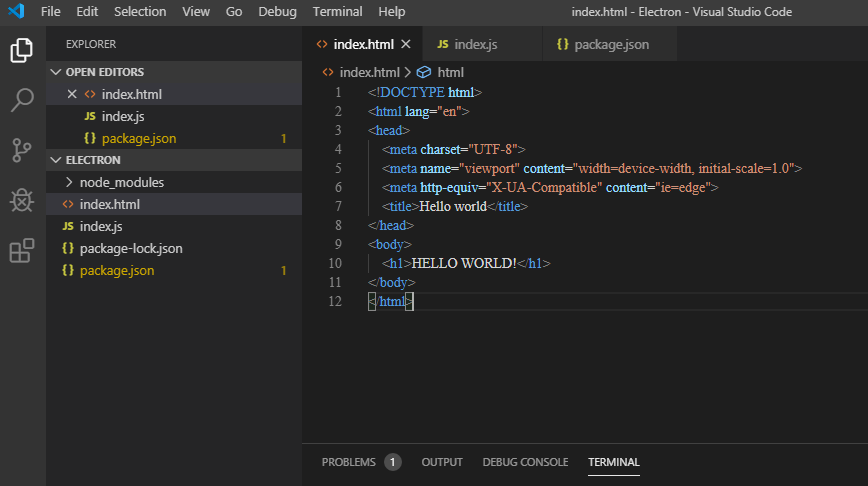 File Edit Selection View Go Debug Terminal Help index.html - Electron - Visual Studio Code
EXPLORER
OPEN EDITORS
index.html
JS index.js
{} package.json 1
ELECTRON
node_modules
<> index.html
JS index.js
{} package-lock.json
{} package.json 1
<> index.html
JS index.js
{} package.json
<> index.html > html
1 <!DOCTYPE html>
2 <html lang="en">
3 <head>
4 <meta charset="UTF-8">
5 <meta name="viewport" content="width=device-width, initial-scale=1.0">
6 <meta http-equiv="X-UA-Compatible" content="ie=edge">
7 <title>Hello world</title>
8 </head>
9 <body>
10 <h1>HELLO WORLD!</h1>
11 </body>
12 </html>
PROBLEMS 1 OUTPUT DEBUG CONSOLE TERMINAL